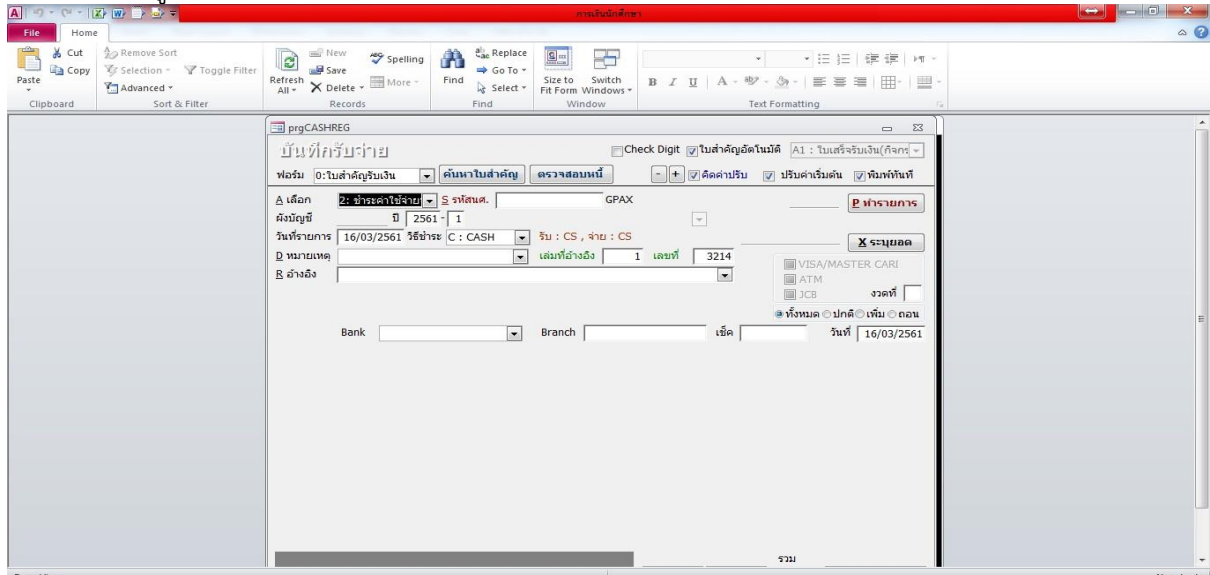 การเงินนักศึกษา
File Home
Cut Copy Paste Clipboard
Remove Sort Selection Advanced Toggle Filter Sort & Filter
Refresh All New Save Delete Spelling More Records
Find Replace Go To Select Find
Size to Fit Form Switch Windows Window
B I U A Text Formatting
prgCASHREG
บันทึกรับจ่าย Check Digit ใบสำคัญอัตโนมัติ A1 : ใบเสร็จรับเงิน(กิจกร
ฟอร์ม 0:ใบสำคัญรับเงิน ค้นหาใบสำคัญ ตรวจสอบหนี้ - + คิดค่าปรับ ปรับค่าเริ่มต้น พิมพ์ทันที
A เลือก 2: ชำระค่าใช้จ่าย S รหัสนศ. GPAX P ทำรายการ
ผังบัญชี ปี 2561 - 1
วันที่รายการ 16/03/2561 วิธีชำระ C : CASH รับ : CS , จ่าย : CS X ระบุยอด
D หมายเหตุ เล่มที่อ้างอิง 1 เลขที่ 3214
VISA/MASTER CARI
R อ้างอิง
ATM
JCB งวดที่
ทั้งหมด ปกติ เพิ่ม ถอน
Bank Branch เช็ค วันที่ 16/03/2561
รวม